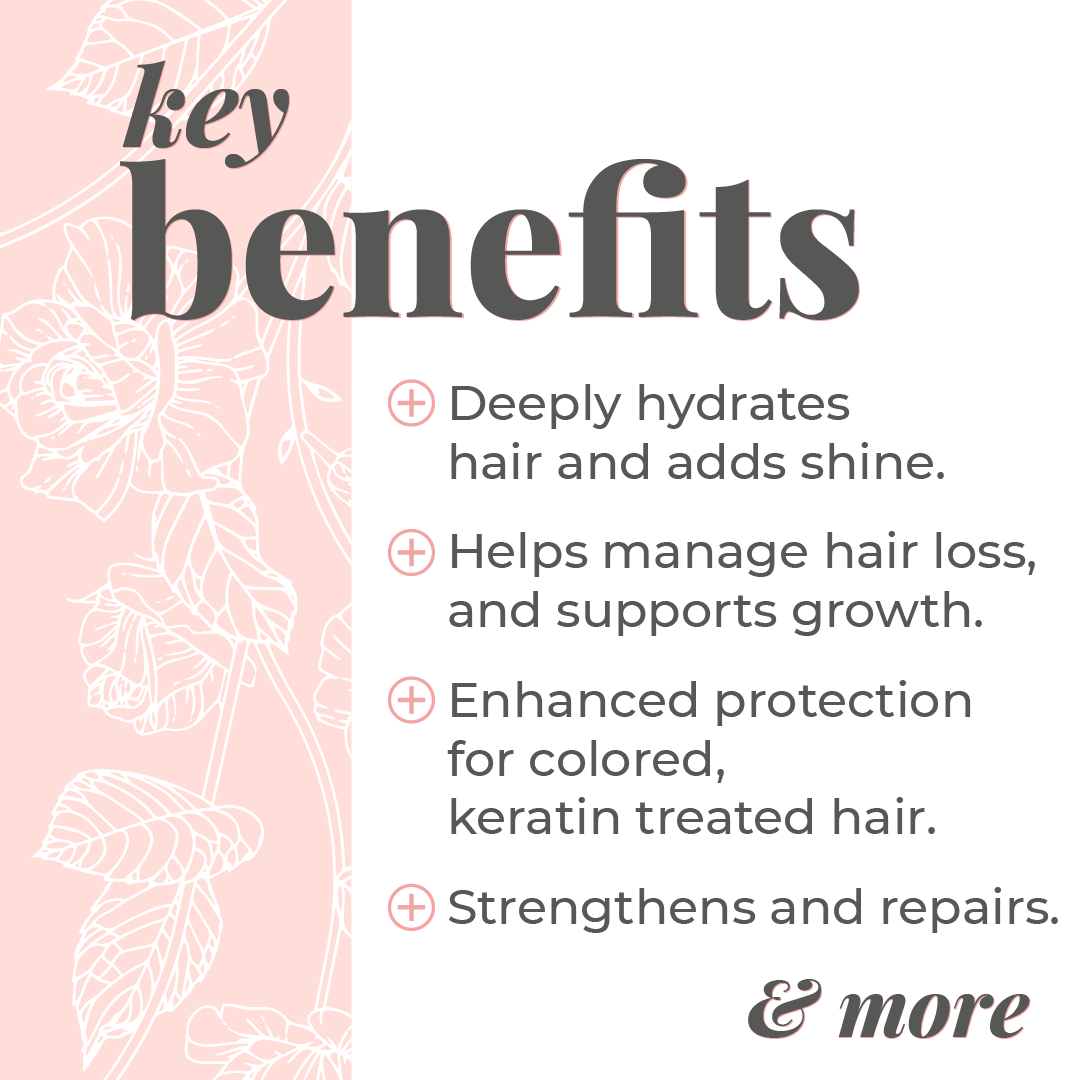 key
benefits
Deeply hydrates
hair and adds shine.
Helps manage hair loss,
and supports growth.
Enhanced protection
for colored,
keratin treated hair.
Strengthens and repairs.
& more